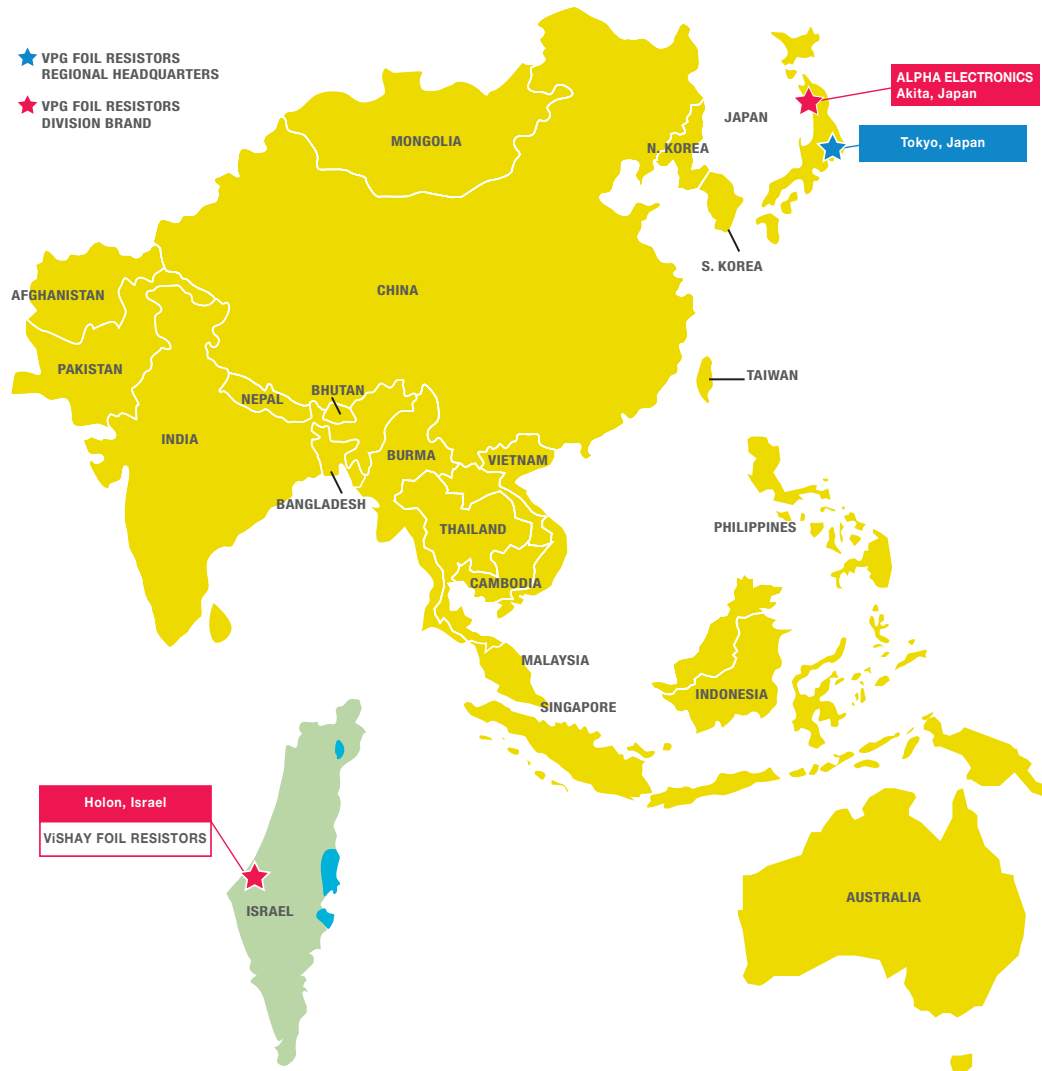 VPG FOIL RESISTORS
REGIONAL HEADQUARTERS
VPG FOIL RESISTORS
DIVISION BRAND
ALPHA ELECTRONICS
Akita, Japan
JAPAN
Tokyo, Japan
MONGOLIA
N. KOREA
S. KOREA
AFGHANISTAN
CHINA
PAKISTAN
TAIWAN
BHUTAN
NEPAL
INDIA
BURMA
VIETNAM
BANGLADESH
THAILAND
PHILIPPINES
CAMBODIA
MALAYSIA
INDONESIA
SINGAPORE
Holon, Israel
ViSHAY FOIL RESISTORS
ISRAEL
AUSTRALIA